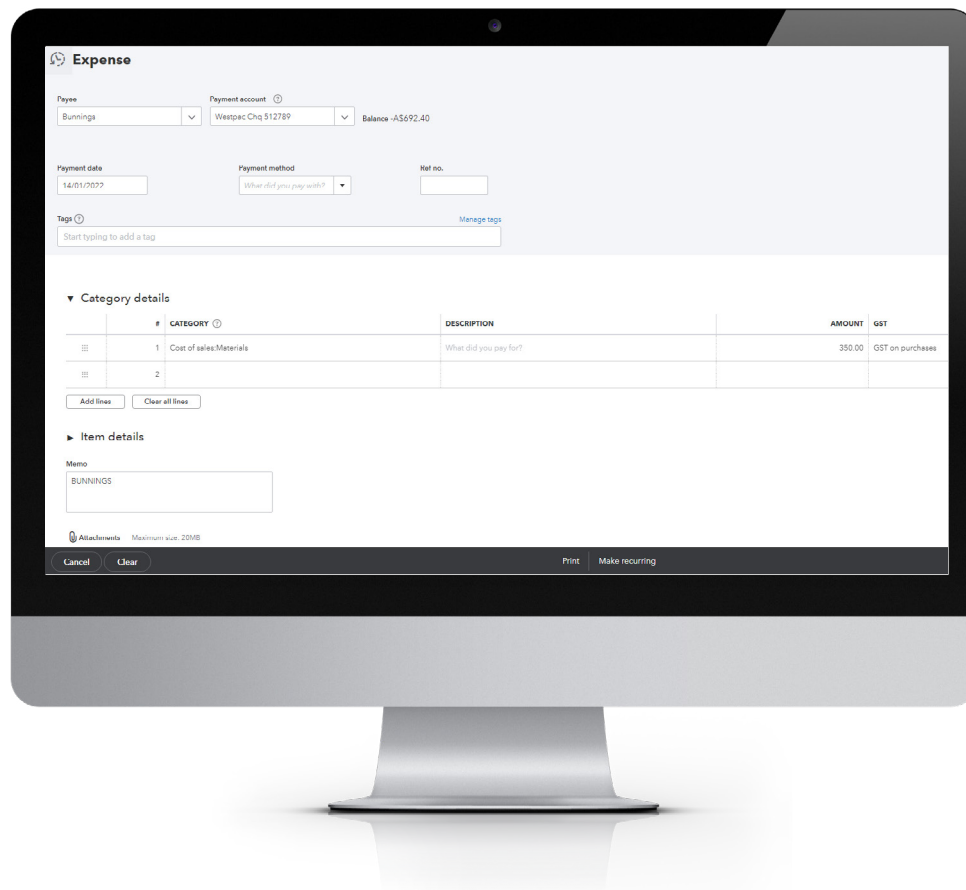 Expense
Payee Payment account
Bunnings Westpac Chq 512789 Balance -A$692.40
Payment date Payment method Ref no.
14/01/2022 What did you pay with?
Tags Manage tags
Start typing to add a tag
Category details
# CATEGORY DESCRIPTION AMOUNT GST
1 Cost of sales:Materials What did you pay for? 350.00 GST on purchases
2
Add lines Clear all lines
Item details
Memo
BUNNINGS
Attachments Maximum size: 20MB
Cancel Clear Print Make recurring